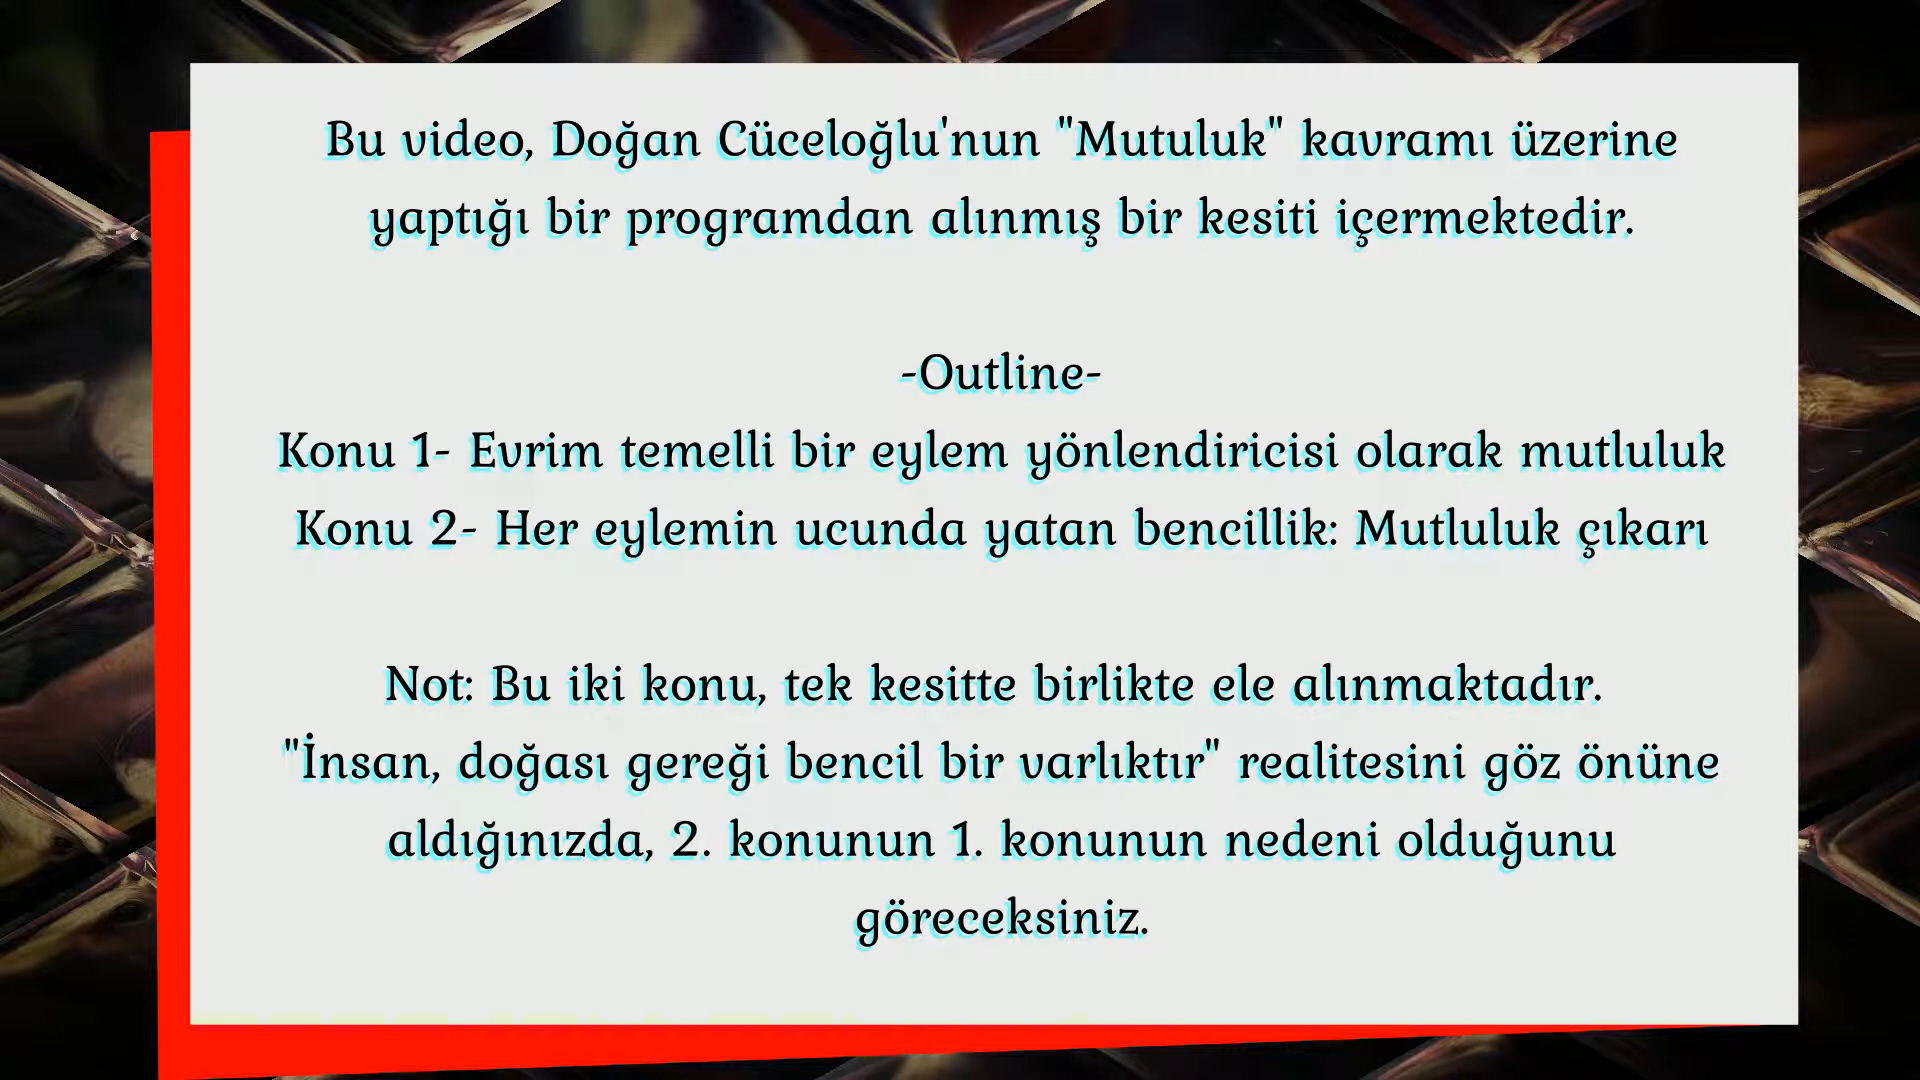 Bu video, Doğan Cüceloğlu'nun "Mutuluk" kavramı üzerine
yaptığı bir programdan alınmış bir kesiti içermektedir.
-Outline-
Konu 1- Evrim temelli bir eylem yönlendiricisi olarak mutluluk
Konu 2- Her eylemin ucunda yatan bencillik: Mutluluk çıkarı
Not: Bu iki konu, tek kesitte birlikte ele alınmaktadır.
"İnsan, doğası gereği bencil bir varlıktır" realitesini göz önüne
aldığınızda, 2. konunun 1. konunun nedeni olduğunu
göreceksiniz.